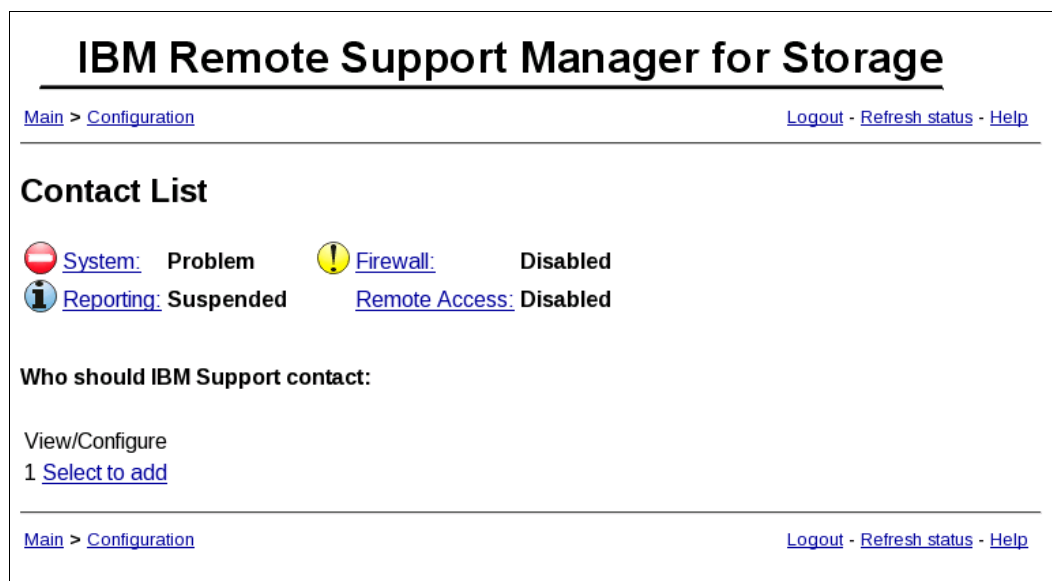 IBM Remote Support Manager for Storage
Main > Configuration Logout - Refresh status - Help
Contact List
System: Problem Firewall: Disabled
Reporting: Suspended Remote Access: Disabled
Who should IBM Support contact:
View/Configure
1 Select to add
Main > Configuration Logout - Refresh status - Help